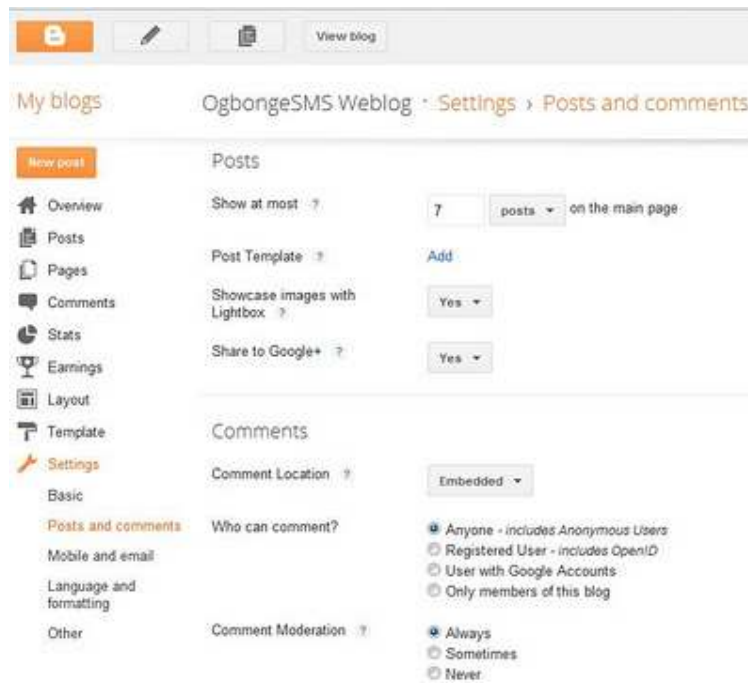 View blog
My blogs
OgbongeSMS Weblog · Settings › Posts and comments
New post
Overview
Posts
Pages
Comments
Stats
Earnings
Layout
Template
Settings
Basic
Posts and comments
Mobile and email
Language and
formatting
Other
Posts
Show at most ? 7 posts on the main page
Post Template ? Add
Showcase images with
Lightbox ? Yes
Share to Google+ ? Yes
Comments
Comment Location ? Embedded
Who can comment?
Anyone - includes Anonymous Users
Registered User - includes OpenID
User with Google Accounts
Only members of this blog
Comment Moderation ?
Always
Sometimes
Never